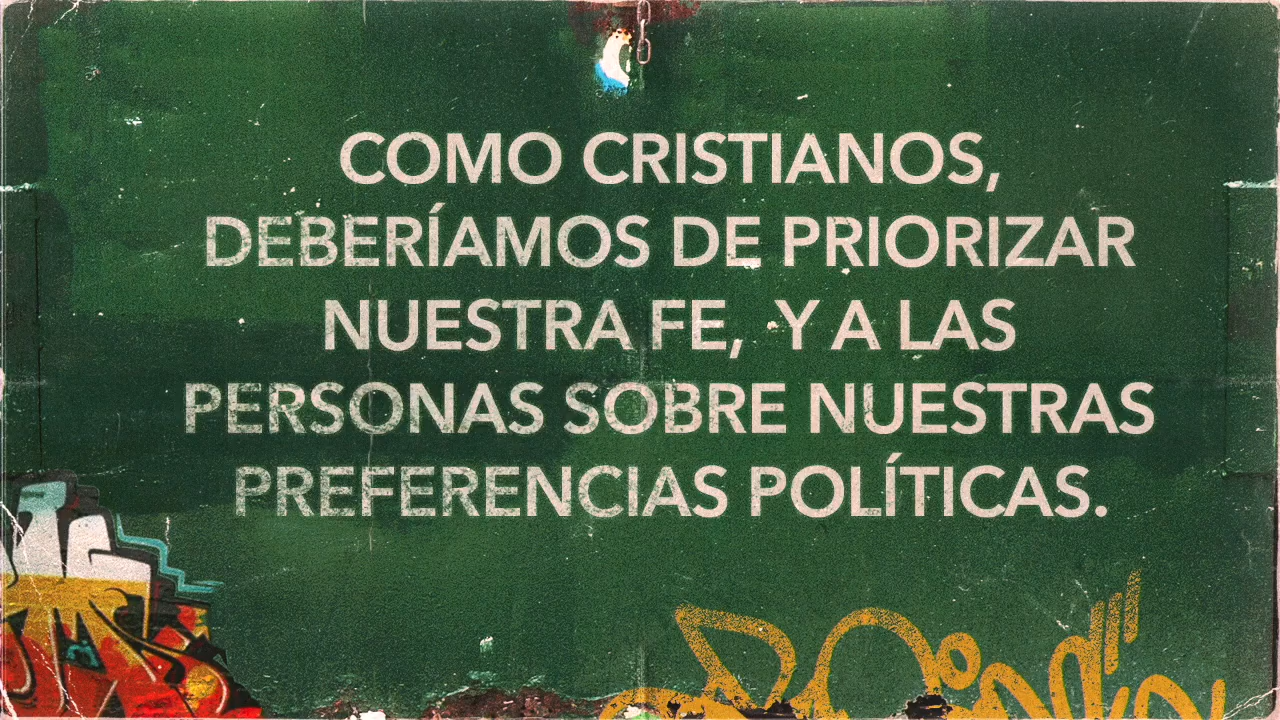 COMO CRISTIANOS,
DEBERÍAMOS DE PRIORIZAR
NUESTRA FE, Y A LAS
PERSONAS SOBRE NUESTRAS
PREFERENCIAS POLÍTICAS.